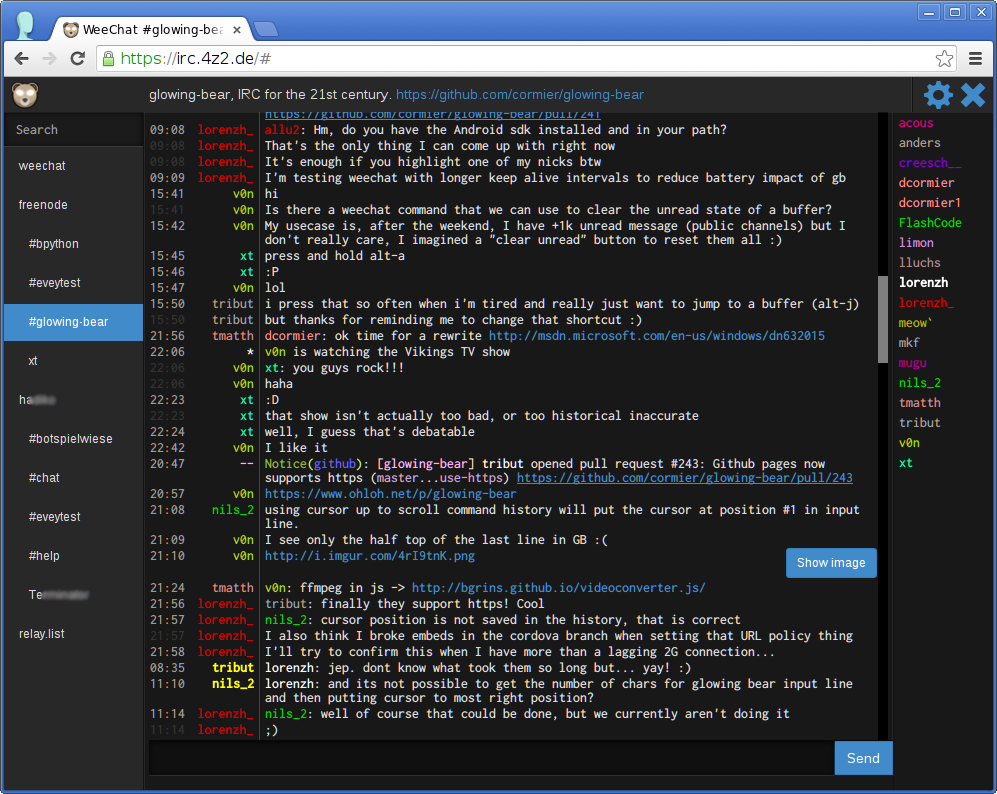 WeeChat #glowing-bea
https://irc.4z2.de/#
glowing-bear, IRC for the 21st century. https://github.com/cormier/glowing-bear
Search
weechat
freenode
#bpython
#eveytest
#glowing-bear
xt
#botspielwiese
#chat
#eveytest
#help
relay.list
https://github.com/cormier/glowing-bear/pull/241
09:08 lorenzh_ allu2: Hm, do you have the Android sdk installed and in your path?
09:08 lorenzh_ That's the only thing I can come up with right now
09:08 lorenzh_ It's enough if you highlight one of my nicks btw
09:09 lorenzh_ I'm testing weechat with longer keep alive intervals to reduce battery impact of gb
15:41 v0n hi
15:41 v0n Is there a weechat command that we can use to clear the unread state of a buffer?
15:42 v0n My usecase is, after the weekend, I have +1k unread message (public channels) but I
don't really care, I imagined a "clear unread" button to reset them all :)
15:45 xt press and hold alt-a
15:46 xt :P
15:47 v0n lol
15:50 tribut i press that so often when i'm tired and really just want to jump to a buffer (alt-j)
15:50 tribut but thanks for reminding me to change that shortcut :)
21:56 tmatth dcormier: ok time for a rewrite http://msdn.microsoft.com/en-us/windows/dn632015
22:06 * v0n is watching the Vikings TV show
22:06 v0n xt: you guys rock!!!
22:06 v0n haha
22:23 xt :D
22:23 xt that show isn't actually too bad, or too historical inaccurate
22:24 xt well, I guess that's debatable
22:42 v0n I like it
20:47 -- Notice(github): [glowing-bear] tribut opened pull request #243: Github pages now
supports https (master...use-https) https://github.com/cormier/glowing-bear/pull/243
20:57 v0n https://www.ohloh.net/p/glowing-bear
21:08 nils_2 using cursor up to scroll command history will put the cursor at position #1 in input
line.
21:09 v0n I see only the half top of the last line in GB :(
21:10 v0n http://i.imgur.com/4rI9tnK.png
Show image
21:24 tmatth v0n: ffmpeg in js -> http://bgrins.github.io/videoconverter.js/
21:56 lorenzh_ tribut: finally they support https! Cool
21:57 lorenzh_ nils_2: cursor position is not saved in the history, that is correct
21:57 lorenzh_ I also think I broke embeds in the cordova branch when setting that URL policy thing
21:58 lorenzh_ I'll try to confirm this when I have more than a lagging 2G connection...
08:35 tribut lorenzh: jep. dont know what took them so long but... yay! :)
11:10 nils_2 lorenzh: and its not possible to get the number of chars for glowing bear input line
and then putting cursor to most right position?
11:14 lorenzh_ nils_2: well of course that could be done, but we currently aren't doing it
11:14 lorenzh_ ;)
Send
acous
anders
creesch__
dcormier
dcormier1
FlashCode
limon
lluchs
lorenzh
lorenzh_
meow`
mkf
mugu
nils_2
tmatth
tribut
v0n
xt